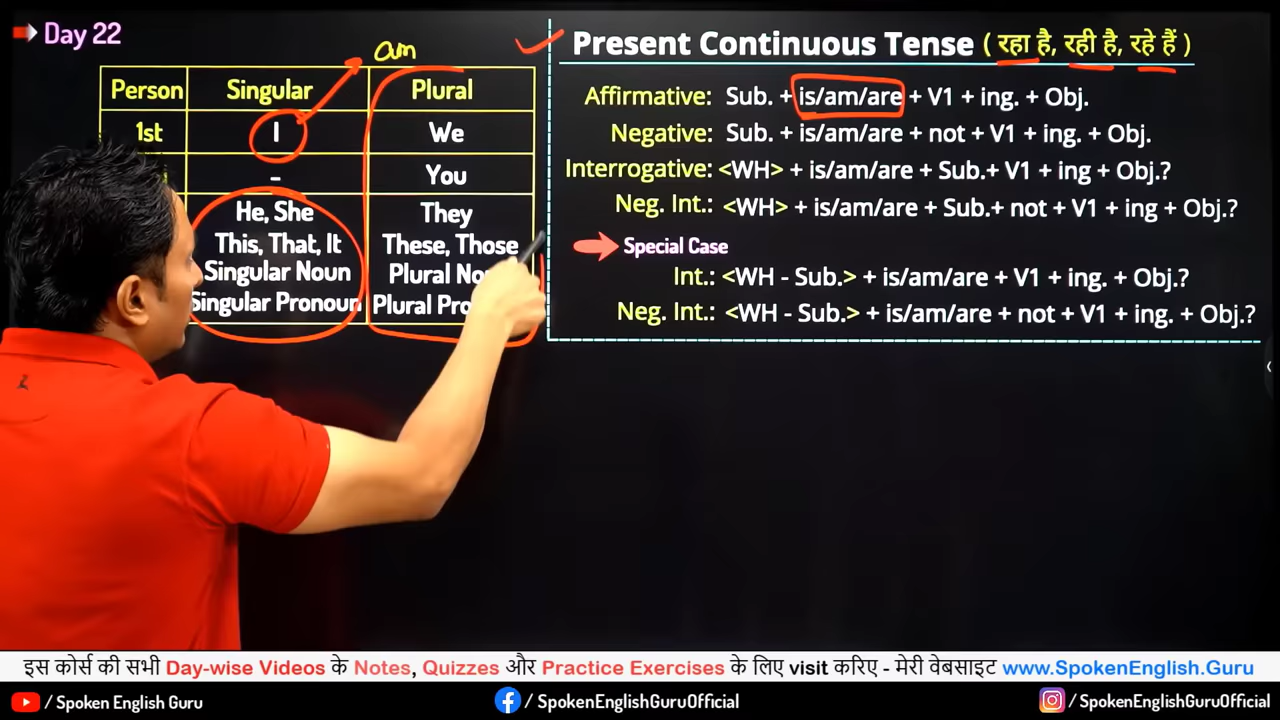 Day 22
am
Person Singular Plural
1st I We
- You
He, She They
This, That, It These, Those
Singular Noun Plural
Singular Pronoun Plural
Present Continuous Tense ( रहा है, रही है, रहे हैं )
Affirmative: Sub. + is/am/are + V1 + ing. + Obj.
Negative: Sub. + is/am/are + not + V1 + ing. + Obj.
Interrogative: <WH> + is/am/are + Sub.+ V1 + ing + Obj.?
Neg. Int.: <WH> + is/am/are + Sub.+ not + V1 + ing + Obj.?
Special Case
Int.: <WH - Sub.> + is/am/are + V1 + ing. + Obj.?
Neg. Int.: <WH - Sub.> + is/am/are + not + V1 + ing. + Obj.?
इस कोर्स की सभी Day-wise Videos के Notes, Quizzes और Practice Exercises के लिए visit करिए - मेरी वेबसाइट www.SpokenEnglish.Guru
/ Spoken English Guru / SpokenEnglishGuruOfficial / SpokenEnglishGuruOfficial